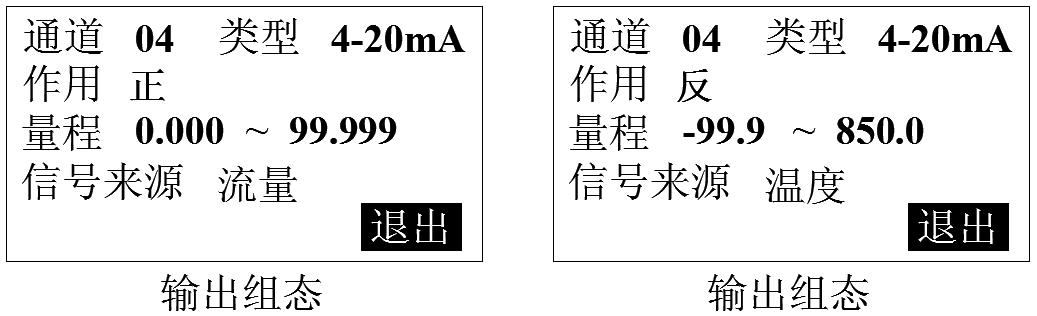 通道 04 类型 4-20mA
作用 正
量程 0.000 ~ 99.999
信号来源 流量
退出
输出组态
通道 04 类型 4-20mA
作用 反
量程 -99.9 ~ 850.0
信号来源 温度
退出
输出组态